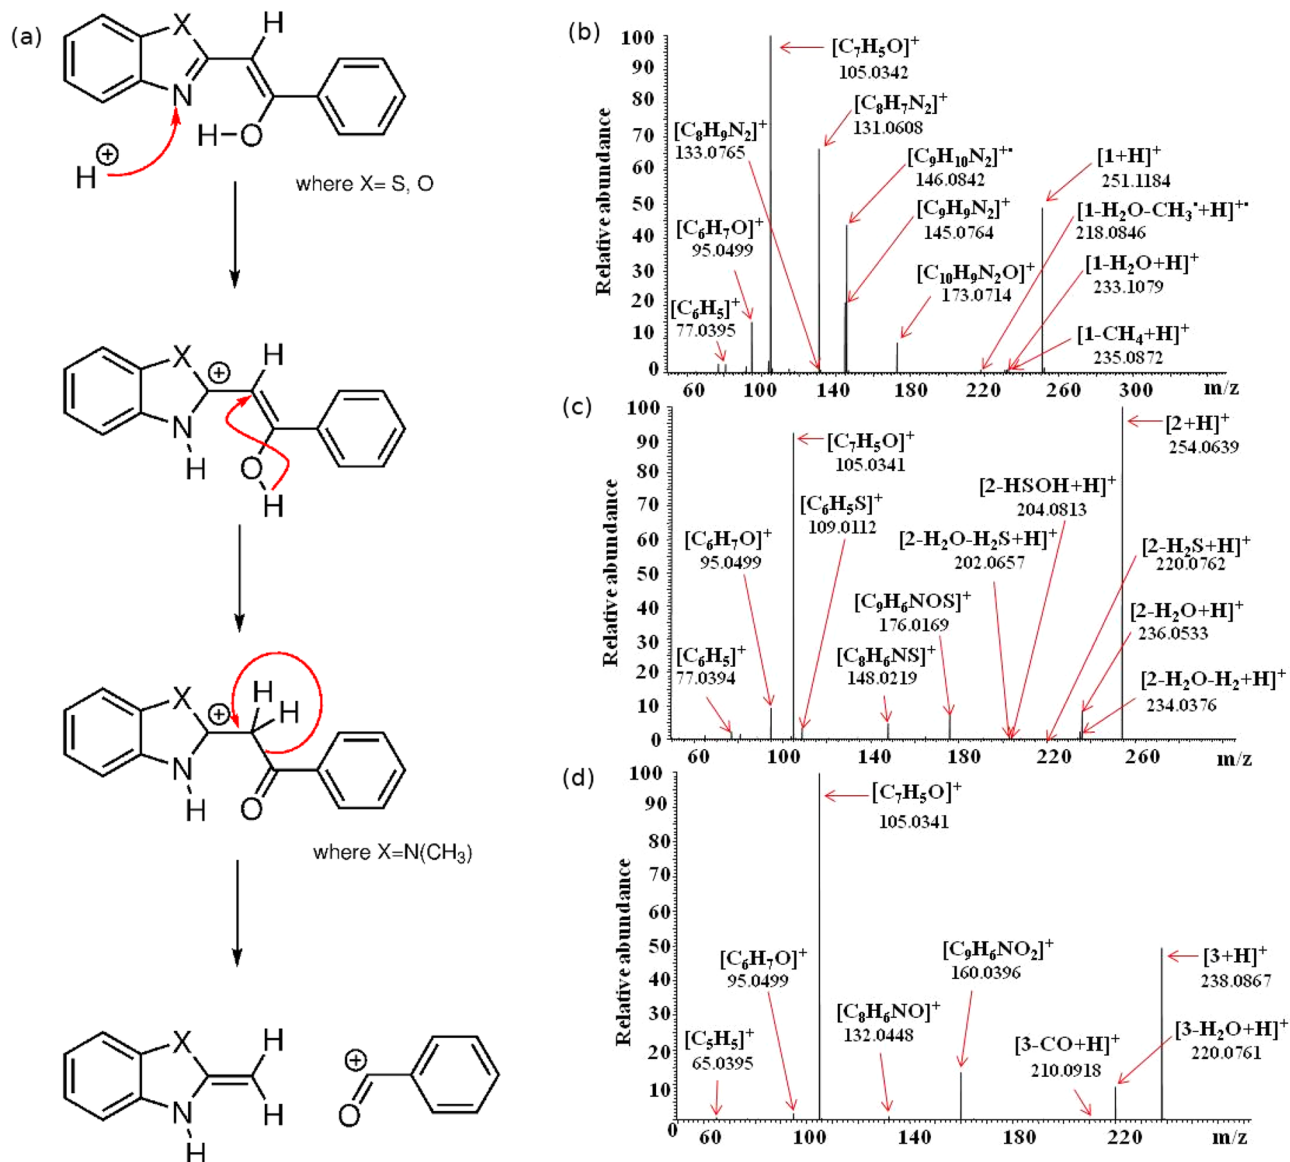 (a)
X
H
N
H-O
H⊕
where X= S, O
X
⊕
H
N
H
O
H
X
⊕
H
H
N
H
O
where X=N(CH₃)
X
H
N
H
H
⊕
O
(b)
Relative abundance
100
90
80
70
60
50
40
30
20
10
0
[C₇H₅O]⁺
105.0342
[C₈H₇N₂]⁺
131.0608
[C₈H₉N₂]⁺
133.0765
[C₉H₁₀N₂]⁺•
146.0842
[1+H]⁺
251.1184
[C₉H₉N₂]⁺
145.0764
[1-H₂O-CH₃•+H]⁺•
218.0846
[C₆H₇O]⁺
95.0499
[C₁₀H₉N₂O]⁺
173.0714
[1-H₂O+H]⁺
233.1079
[C₆H₅]⁺
77.0395
[1-CH₄+H]⁺
235.0872
60 100 140 180 220 260 300 m/z
(c)
Relative abundance
100
90
80
70
60
50
40
30
20
10
0
[2+H]⁺
254.0639
[C₇H₅O]⁺
105.0341
[2-HSOH+H]⁺
204.0813
[C₆H₅S]⁺
109.0112
[C₆H₇O]⁺
95.0499
[2-H₂O-H₂S+H]⁺
202.0657
[2-H₂S+H]⁺
220.0762
[C₉H₆NOS]⁺
176.0169
[2-H₂O+H]⁺
236.0533
[C₆H₅]⁺
77.0394
[C₈H₆NS]⁺
148.0219
[2-H₂O-H₂+H]⁺
234.0376
60 100 140 180 220 260 m/z
(d)
Relative abundance
100
90
80
70
60
50
40
30
20
10
0
[C₇H₅O]⁺
105.0341
[C₆H₇O]⁺
95.0499
[C₉H₆NO₂]⁺
160.0396
[3+H]⁺
238.0867
[C₈H₆NO]⁺
132.0448
[C₅H₅]⁺
65.0395
[3-CO+H]⁺
210.0918
[3-H₂O+H]⁺
220.0761
60 100 140 180 220 m/z